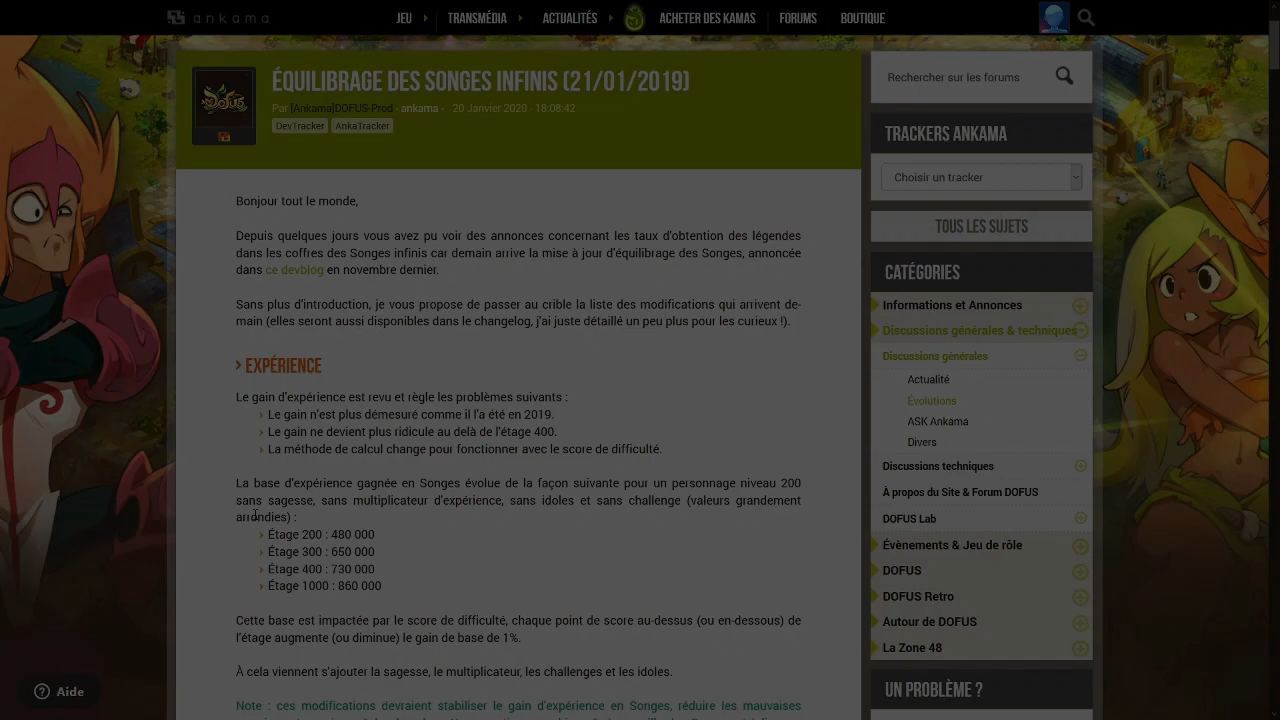 ankama
JEU
TRANSMÉDIA
ACTUALITÉS
ACHETER DES KAMAS
FORUMS
BOUTIQUE
DOFUS
ÉQUILIBRAGE DES SONGES INFINIS (21/01/2019)
Par [Ankama]DOFUS-Prod - ankama - 20 Janvier 2020 - 18:08:42
DevTracker AnkaTracker
Bonjour tout le monde,
Depuis quelques jours vous avez pu voir des annonces concernant les taux d'obtention des légendes
dans les coffres des Songes infinis car demain arrive la mise à jour d'équilibrage des Songes, annoncée
dans ce devblog en novembre dernier.
Sans plus d'introduction, je vous propose de passer au crible la liste des modifications qui arrivent de-
main (elles seront aussi disponibles dans le changelog, j'ai juste détaillé un peu plus pour les curieux !).
EXPÉRIENCE
Le gain d'expérience est revu et règle les problèmes suivants :
Le gain n'est plus démesuré comme il l'a été en 2019.
Le gain ne devient plus ridicule au delà de l'étage 400.
La méthode de calcul change pour fonctionner avec le score de difficulté.
La base d'expérience gagnée en Songes évolue de la façon suivante pour un personnage niveau 200
sans sagesse, sans multiplicateur d'expérience, sans idoles et sans challenge (valeurs grandement
arrondies) :
Étage 200 : 480 000
Étage 300 : 650 000
Étage 400 : 730 000
Étage 1000 : 860 000
Cette base est impactée par le score de difficulté, chaque point de score au-dessus (ou en-dessous) de
l'étage augmente (ou diminue) le gain de base de 1%.
À cela viennent s'ajouter la sagesse, le multiplicateur, les challenges et les idoles.
Note : ces modifications devraient stabiliser le gain d'expérience en Songes, réduire les mauvaises
Rechercher sur les forums
TRACKERS ANKAMA
Choisir un tracker
TOUS LES SUJETS
CATÉGORIES
Informations et Annonces
Discussions générales & techniques
Discussions générales
Actualité
Évolutions
ASK Ankama
Divers
Discussions techniques
À propos du Site & Forum DOFUS
DOFUS Lab
Évènements & Jeu de rôle
DOFUS
DOFUS Retro
Autour de DOFUS
La Zone 48
UN PROBLÈME ?
Aide